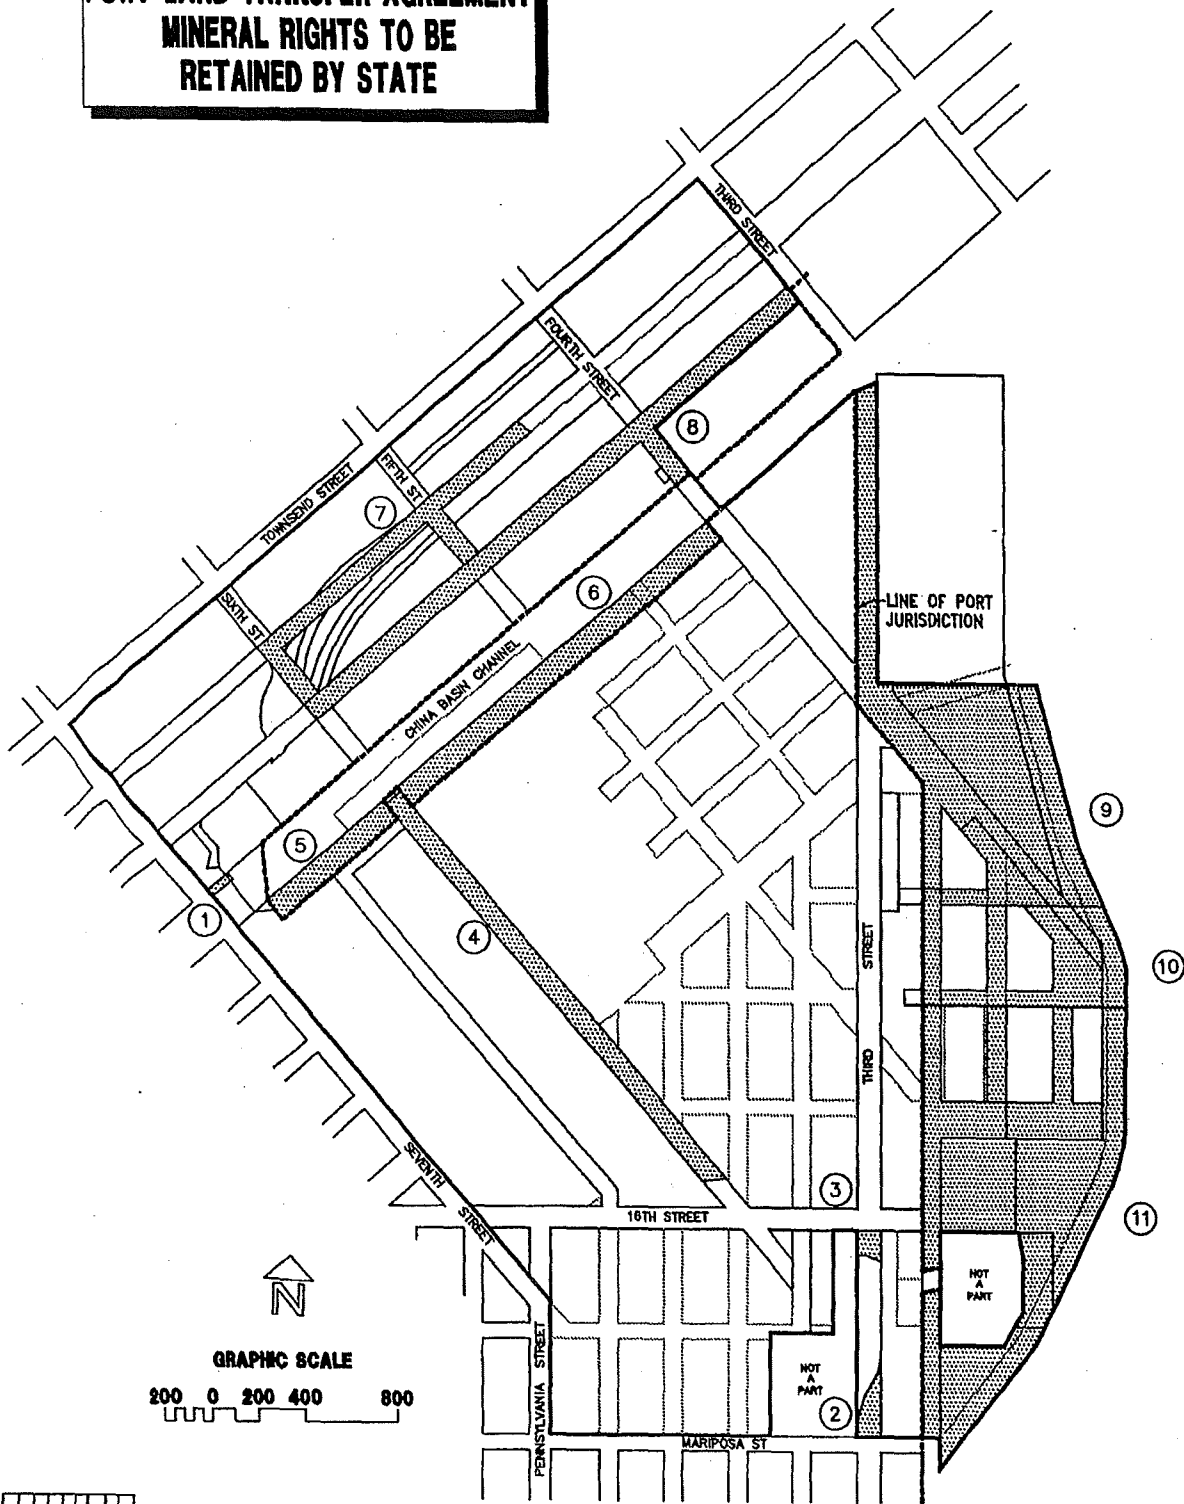 MINERAL RIGHTS TO BE
RETAINED BY STATE
THIRD STREET
FOURTH STREET
8
FIFTH ST
TOWNSEND STREET
7
6
SIXTH ST
LINE OF PORT
JURISDICTION
CHINA BASIN CHANNEL
9
5
1
4
THIRD STREET
10
SEVENTH STREET
3
16TH STREET
11
N
NOT
A
PART
GRAPHIC SCALE
200 0 200 400 800
PENNSYLVANIA STREET
NOT
A
PART
2
MARIPOSA ST